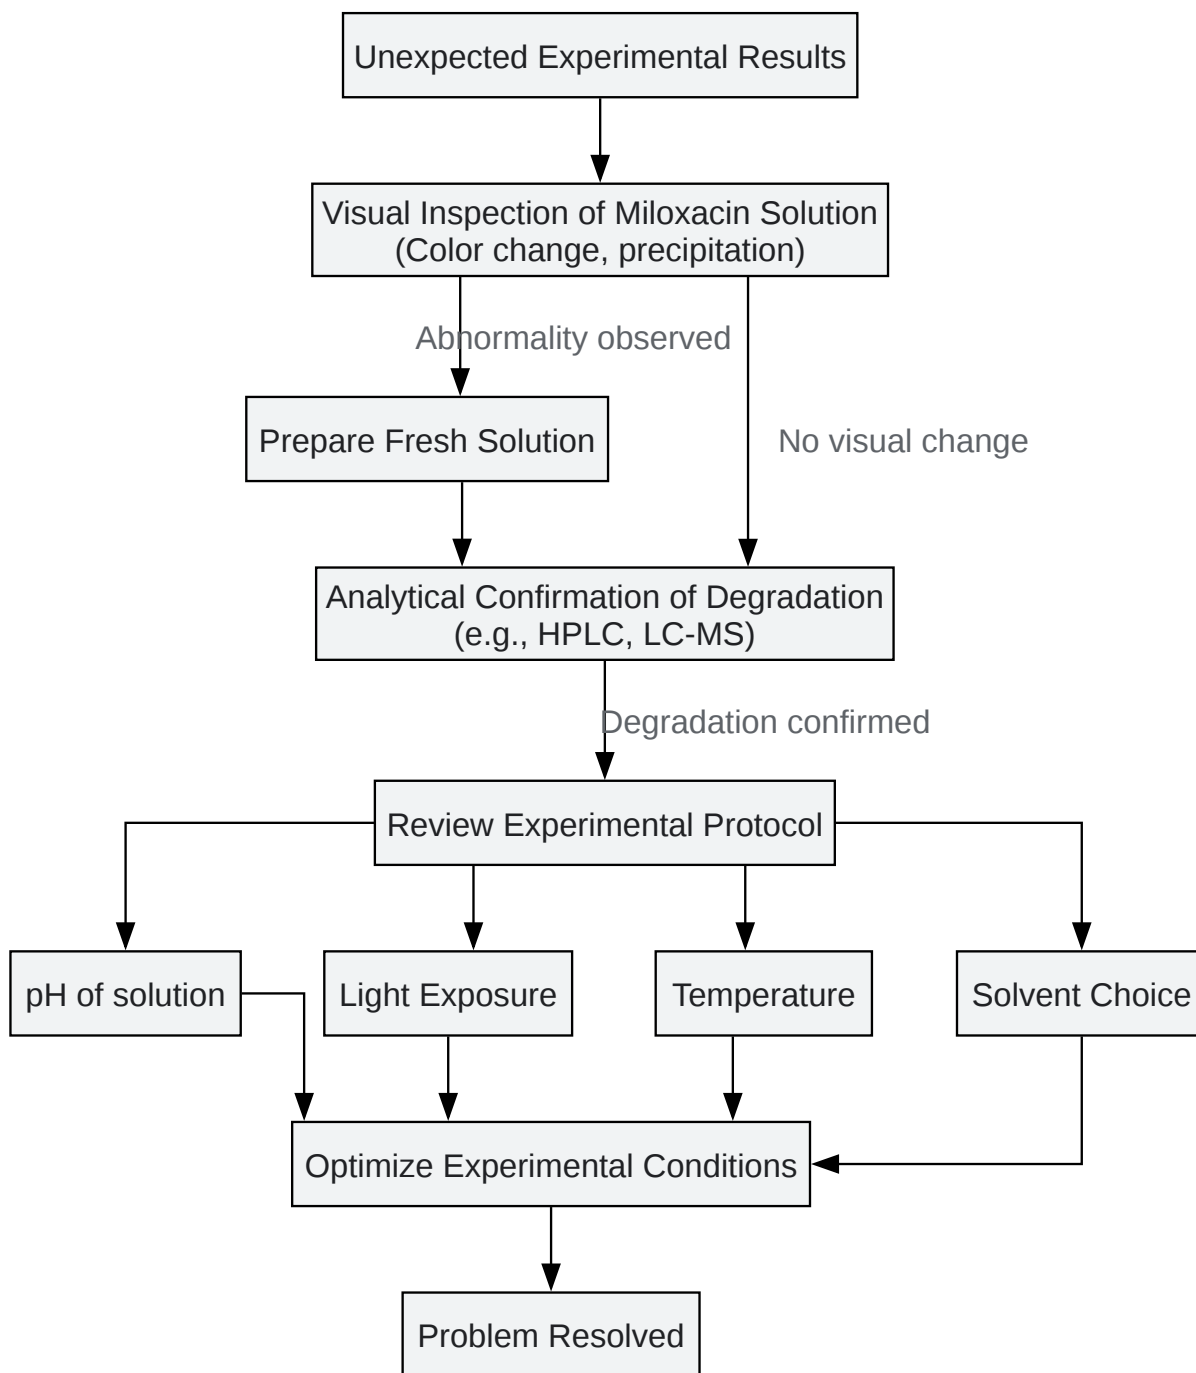 Unexpected Experimental Results
Visual Inspection of Miloxacin Solution
(Color change, precipitation)
Abnormality observed
Prepare Fresh Solution
No visual change
Analytical Confirmation of Degradation
(e.g., HPLC, LC-MS)
Degradation confirmed
Review Experimental Protocol
pH of solution
Light Exposure
Temperature
Solvent Choice
Optimize Experimental Conditions
Problem Resolved